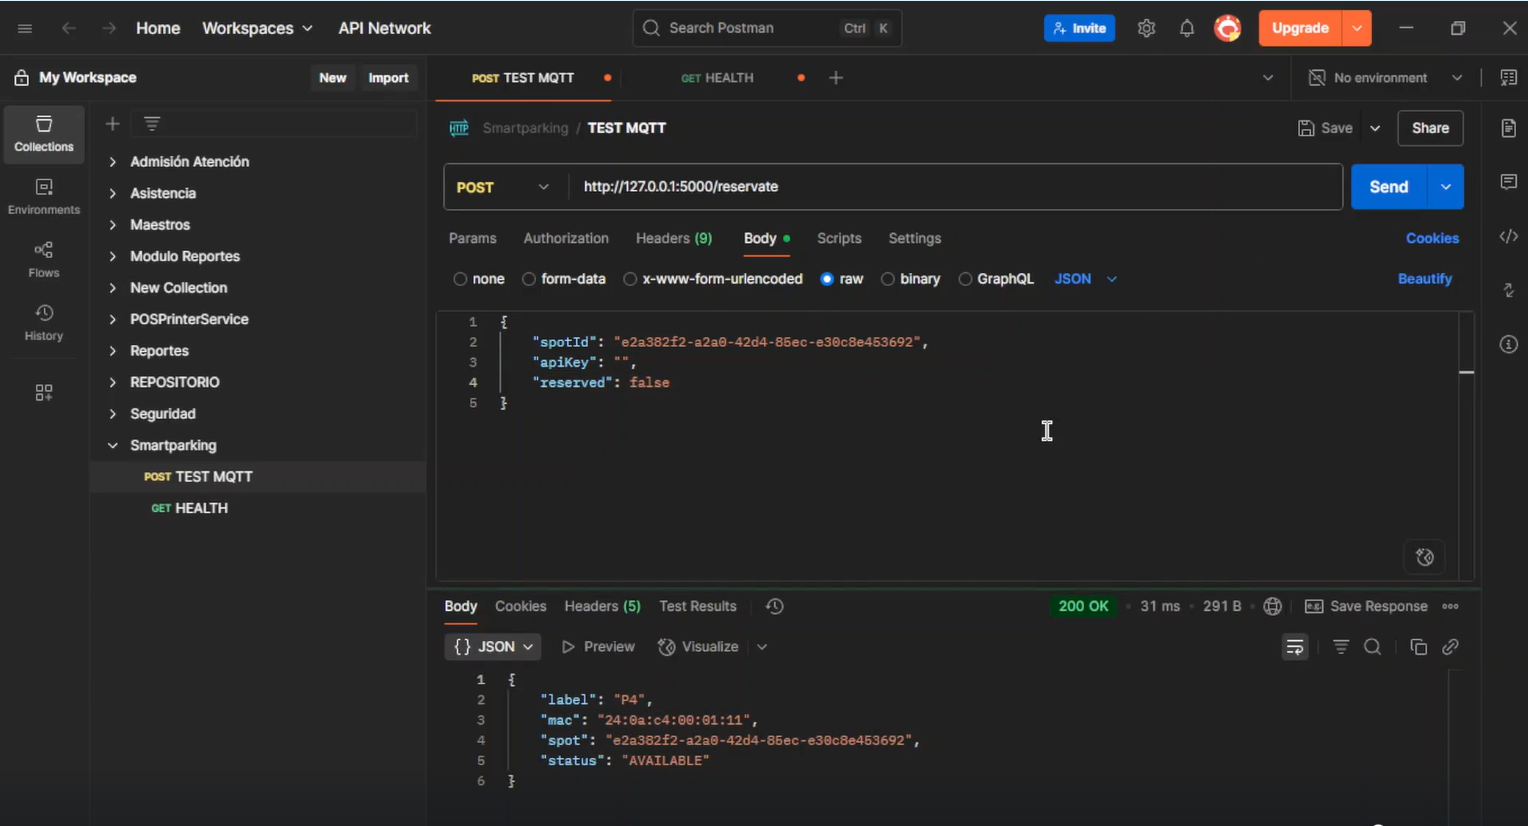 Home Workspaces API Network Search Postman Ctrl K Invite Upgrade
My Workspace New Import POST TEST MQTT GET HEALTH No environment
HTTP Smartparking / TEST MQTT Save Share
Collections
Environments
Flows
History
Admisión Atención
Asistencia
Maestros
Modulo Reportes
New Collection
POSPrinterService
Reportes
REPOSITORIO
Seguridad
Smartparking
POST TEST MQTT
GET HEALTH
POST http://127.0.0.1:5000/reservate Send
Params Authorization Headers (9) Body Scripts Settings Cookies
none form-data x-www-form-urlencoded raw binary GraphQL JSON Beautify
1 {
2 "spotId": "e2a382f2-a2a0-42d4-85ec-e30c8e453692",
3 "apiKey": "",
4 "reserved": false
5 }
Body Cookies Headers (5) Test Results 200 OK 31 ms 291 B e.g. Save Response
{} JSON Preview Visualize
1 {
2 "label": "P4",
3 "mac": "24:0a:c4:00:01:11",
4 "spot": "e2a382f2-a2a0-42d4-85ec-e30c8e453692",
5 "status": "AVAILABLE"
6 }